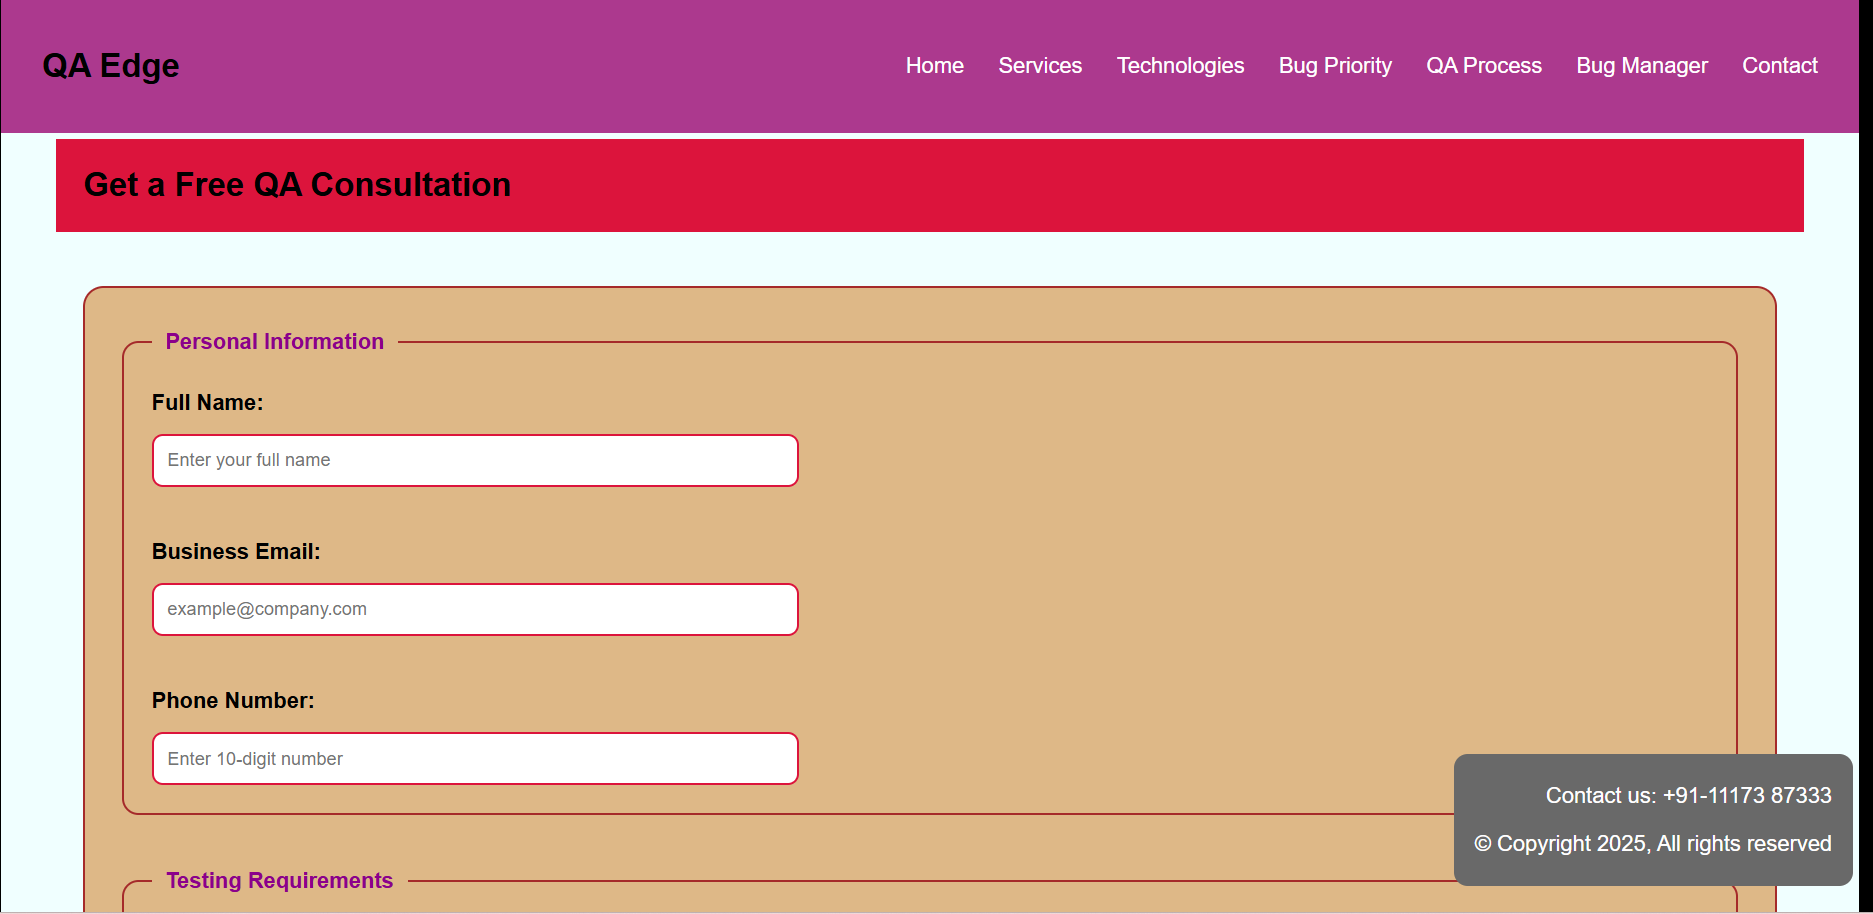 QA Edge
Home Services Technologies Bug Priority QA Process Bug Manager Contact
Get a Free QA Consultation
Personal Information
Full Name:
Enter your full name
Business Email:
example@company.com
Phone Number:
Enter 10-digit number
Contact us: +91-11173 87333
© Copyright 2025, All rights reserved
Testing Requirements